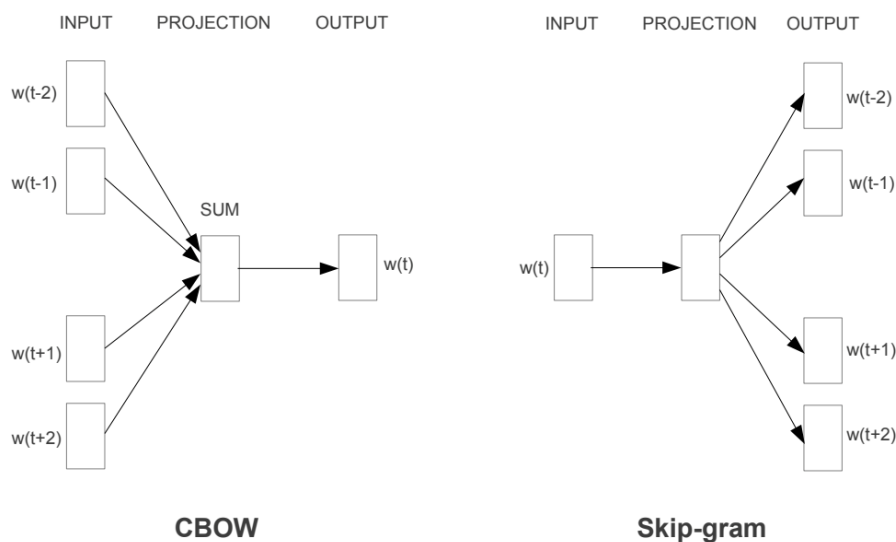 INPUT PROJECTION OUTPUT
w(t-2)
w(t-1)
SUM
w(t)
w(t+1)
w(t+2)
CBOW
INPUT PROJECTION OUTPUT
w(t-2)
w(t-1)
w(t)
w(t+1)
w(t+2)
Skip-gram